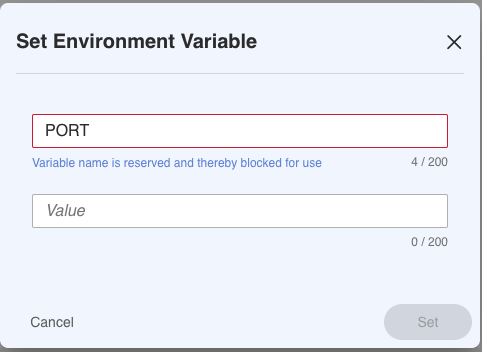 Set Environment Variable
PORT
Variable name is reserved and thereby blocked for use
4 / 200
Value
0 / 200
Cancel
Set